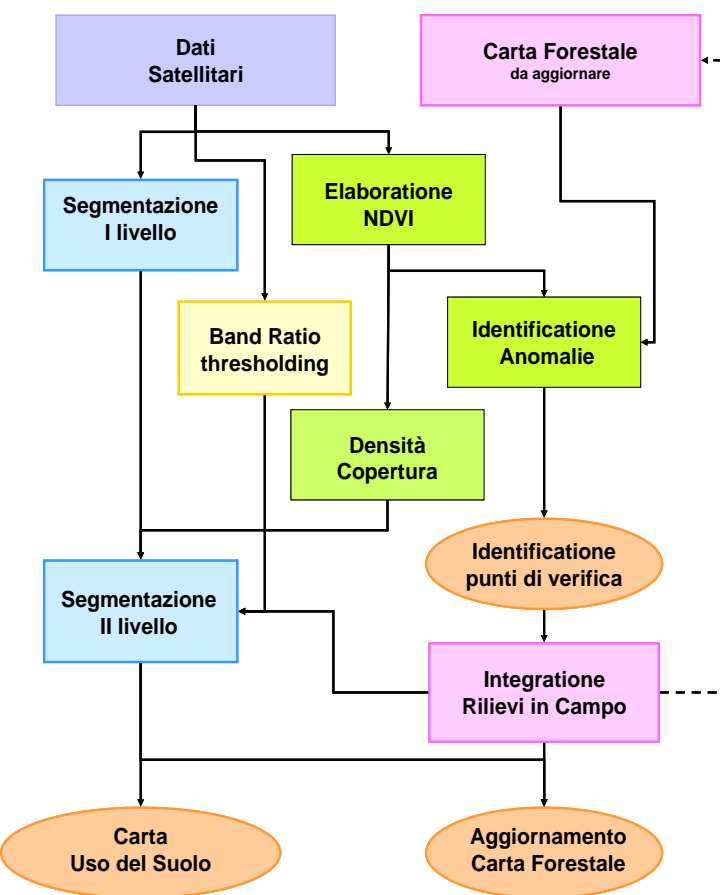 Dati
Satellitari
Carta Forestale
da aggiornare
Segmentazione
I livello
Elaboratione
NDVI
Band Ratio
thresholding
Identificatione
Anomalie
Densità
Copertura
Identificatione
punti di verifica
Segmentazione
II livello
Integratione
Rilievi in Campo
Carta
Uso del Suolo
Aggiornamento
Carta Forestale